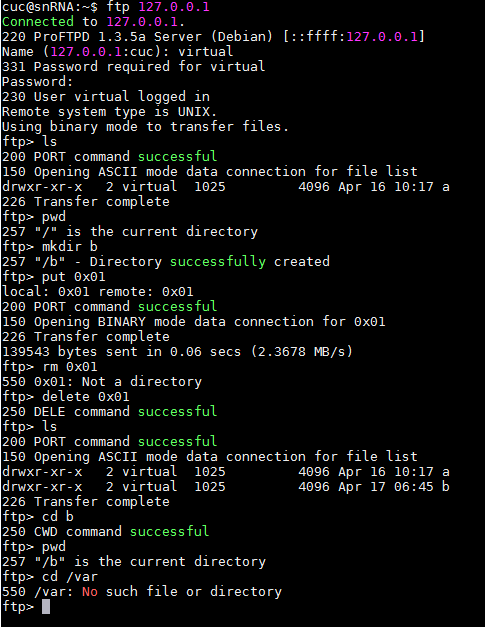 cuc@snRNA:~$ ftp 127.0.0.1
Connected to 127.0.0.1.
220 ProFTPD 1.3.5a Server (Debian) [::ffff:127.0.0.1]
Name (127.0.0.1:cuc): virtual
331 Password required for virtual
Password:
230 User virtual logged in
Remote system type is UNIX.
Using binary mode to transfer files.
ftp> ls
200 PORT command successful
150 Opening ASCII mode data connection for file list
drwxr-xr-x   2 virtual  1025         4096 Apr 16 10:17 a
226 Transfer complete
ftp> pwd
257 "/" is the current directory
ftp> mkdir b
257 "/b" - Directory successfully created
ftp> put 0x01
local: 0x01 remote: 0x01
200 PORT command successful
150 Opening BINARY mode data connection for 0x01
226 Transfer complete
139543 bytes sent in 0.06 secs (2.3678 MB/s)
ftp> rm 0x01
550 0x01: Not a directory
ftp> delete 0x01
250 DELE command successful
ftp> ls
200 PORT command successful
150 Opening ASCII mode data connection for file list
drwxr-xr-x   2 virtual  1025         4096 Apr 16 10:17 a
drwxr-xr-x   2 virtual  1025         4096 Apr 17 06:45 b
226 Transfer complete
ftp> cd b
250 CWD command successful
ftp> pwd
257 "/b" is the current directory
ftp> cd /var
550 /var: No such file or directory
ftp>